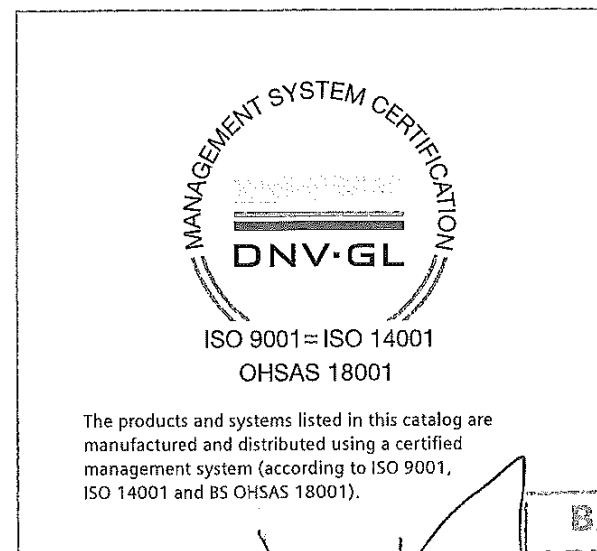 MANAGEMENT SYSTEM CERTIFICATION
DNV·GL
ISO 9001=ISO 14001
OHSAS 18001
The products and systems listed in this catalog are
manufactured and distributed using a certified
management system (according to ISO 9001,
ISO 14001 and BS OHSAS 18001).